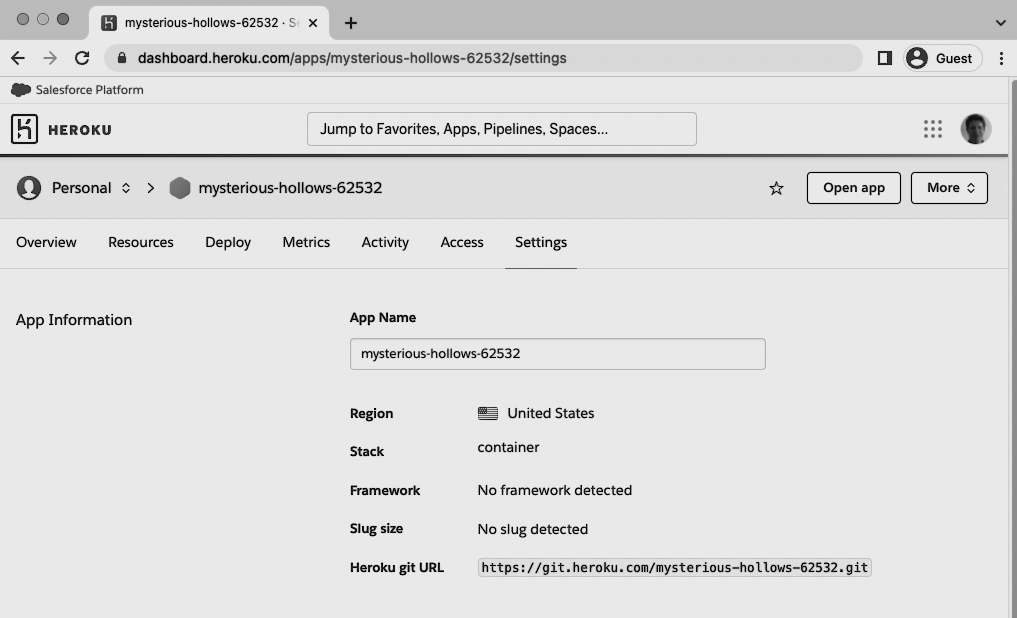 mysterious-hollows-62532 · S
dashboard.heroku.com/apps/mysterious-hollows-62532/settings
Guest
Salesforce Platform
HEROKU
Jump to Favorites, Apps, Pipelines, Spaces...
Personal
mysterious-hollows-62532
Open app
More
Overview
Resources
Deploy
Metrics
Activity
Access
Settings
App Information
App Name
mysterious-hollows-62532
Region
United States
Stack
container
Framework
No framework detected
Slug size
No slug detected
Heroku git URL
https://git.heroku.com/mysterious-hollows-62532.git